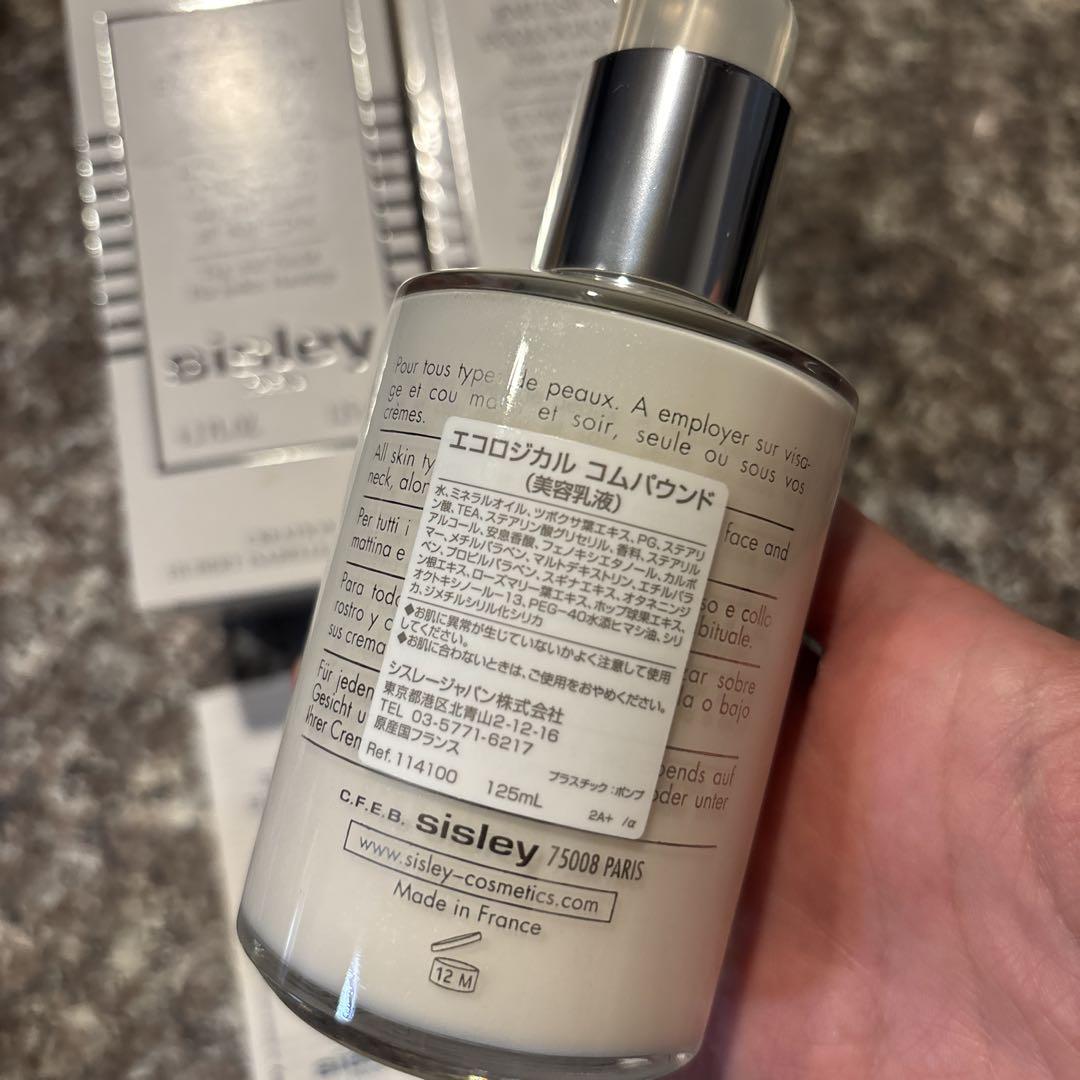 sisley
Pour tous types de peaux. A employer sur visa-
ge et cou matin et soir, seule ou sous vos
crèmes.
All skin ty
face and
neck, alon
Per tutti i
so e collo
mattina e
bituale.
Para todo
zar sobre
rostro y c
la o bajo
sus crema
Für jeden
bends auf
Gesicht u
oder unter
Ihrer Crem
エコロジカル コムパウンド
(美容乳液)
水、ミネラルオイル、ツボクサ葉エキス、PG、ステアリ
ン酸、TEA、ステアリン酸グリセリル、香料、ステアリル
アルコール、安息香酸、フェノキシエタノール、カルボ
マー、メチルパラベン、マルトデキストリン、エチルパラ
ベン、プロピルパラベン、スギナエキス、オタネニンジ
ン根エキス、ローズマリー葉エキス、ホップ球果エキス、
オクトキシノール-13、PEG-40水添ヒマシ油、シリ
カ、ジメチルシリル化シリカ
◆お肌に異常が生じていないかよく注意して使用
してください。
◆お肌に合わないときは、ご使用をおやめください。
シスレージャパン株式会社
東京都港区北青山2-12-16
TEL 03-5771-6217
原産国フランス
プラスチック:ポンプ
Ref.114100 125mL 2A+ /α
C.F.E.B. sisley 75008 PARIS
www.sisley-cosmetics.com
Made in France
12 M